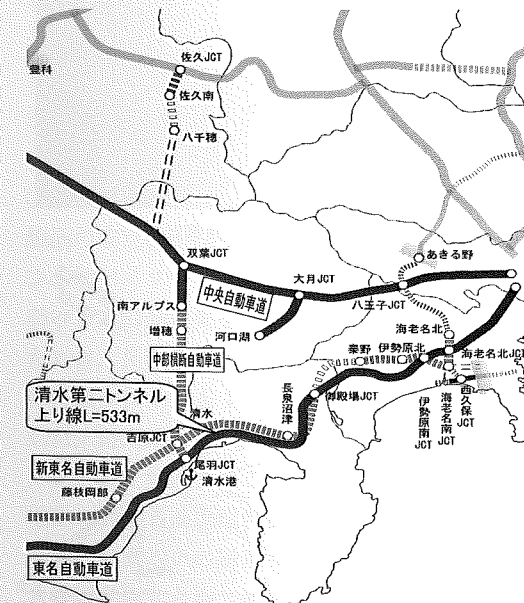 佐久JCT
登科
佐久南
八千穂
双葉JCT
あきる野
大月JCT
中央自動車道
南アルプス
八王子JCT
増穂
河口湖
海老名北
中部横断自動車道
秦野
伊勢原北
海老名北JCT
清水第二トンネル
上り線L=533m
長泉沼津
御殿場JCT
伊勢原南JCT
海老名南JCT
西久保JCT
清水
吉原JCT
新東名自動車道
尾羽JCT
清水港
藤枝岡部
東名自動車道